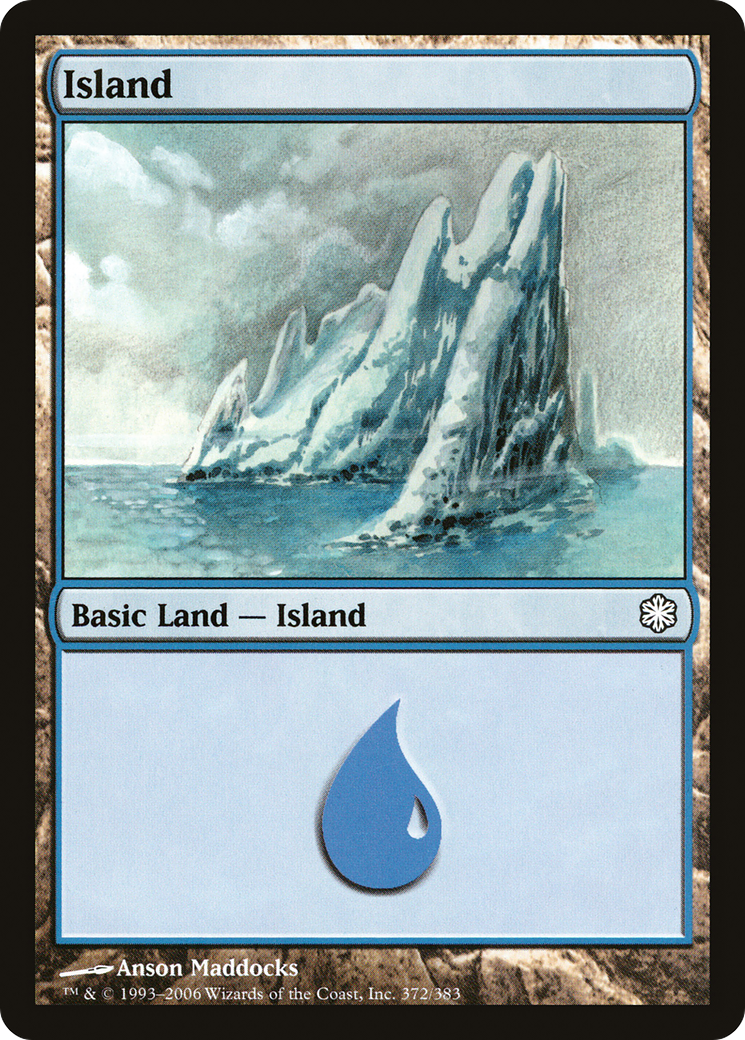 Island
Basic Land — Island
Anson Maddocks
™ & © 1993–2006 Wizards of the Coast, Inc. 372/383